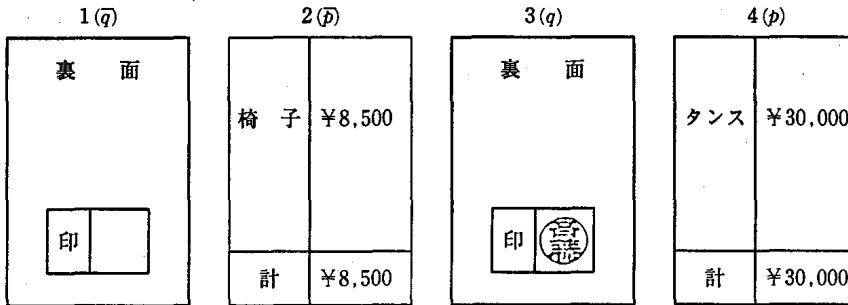 1(q̅)
裏 面
印
2(p̅)
椅 子 ¥8,500
計 ¥8,500
3(q)
裏 面
印
4(p)
タンス ¥30,000
計 ¥30,000